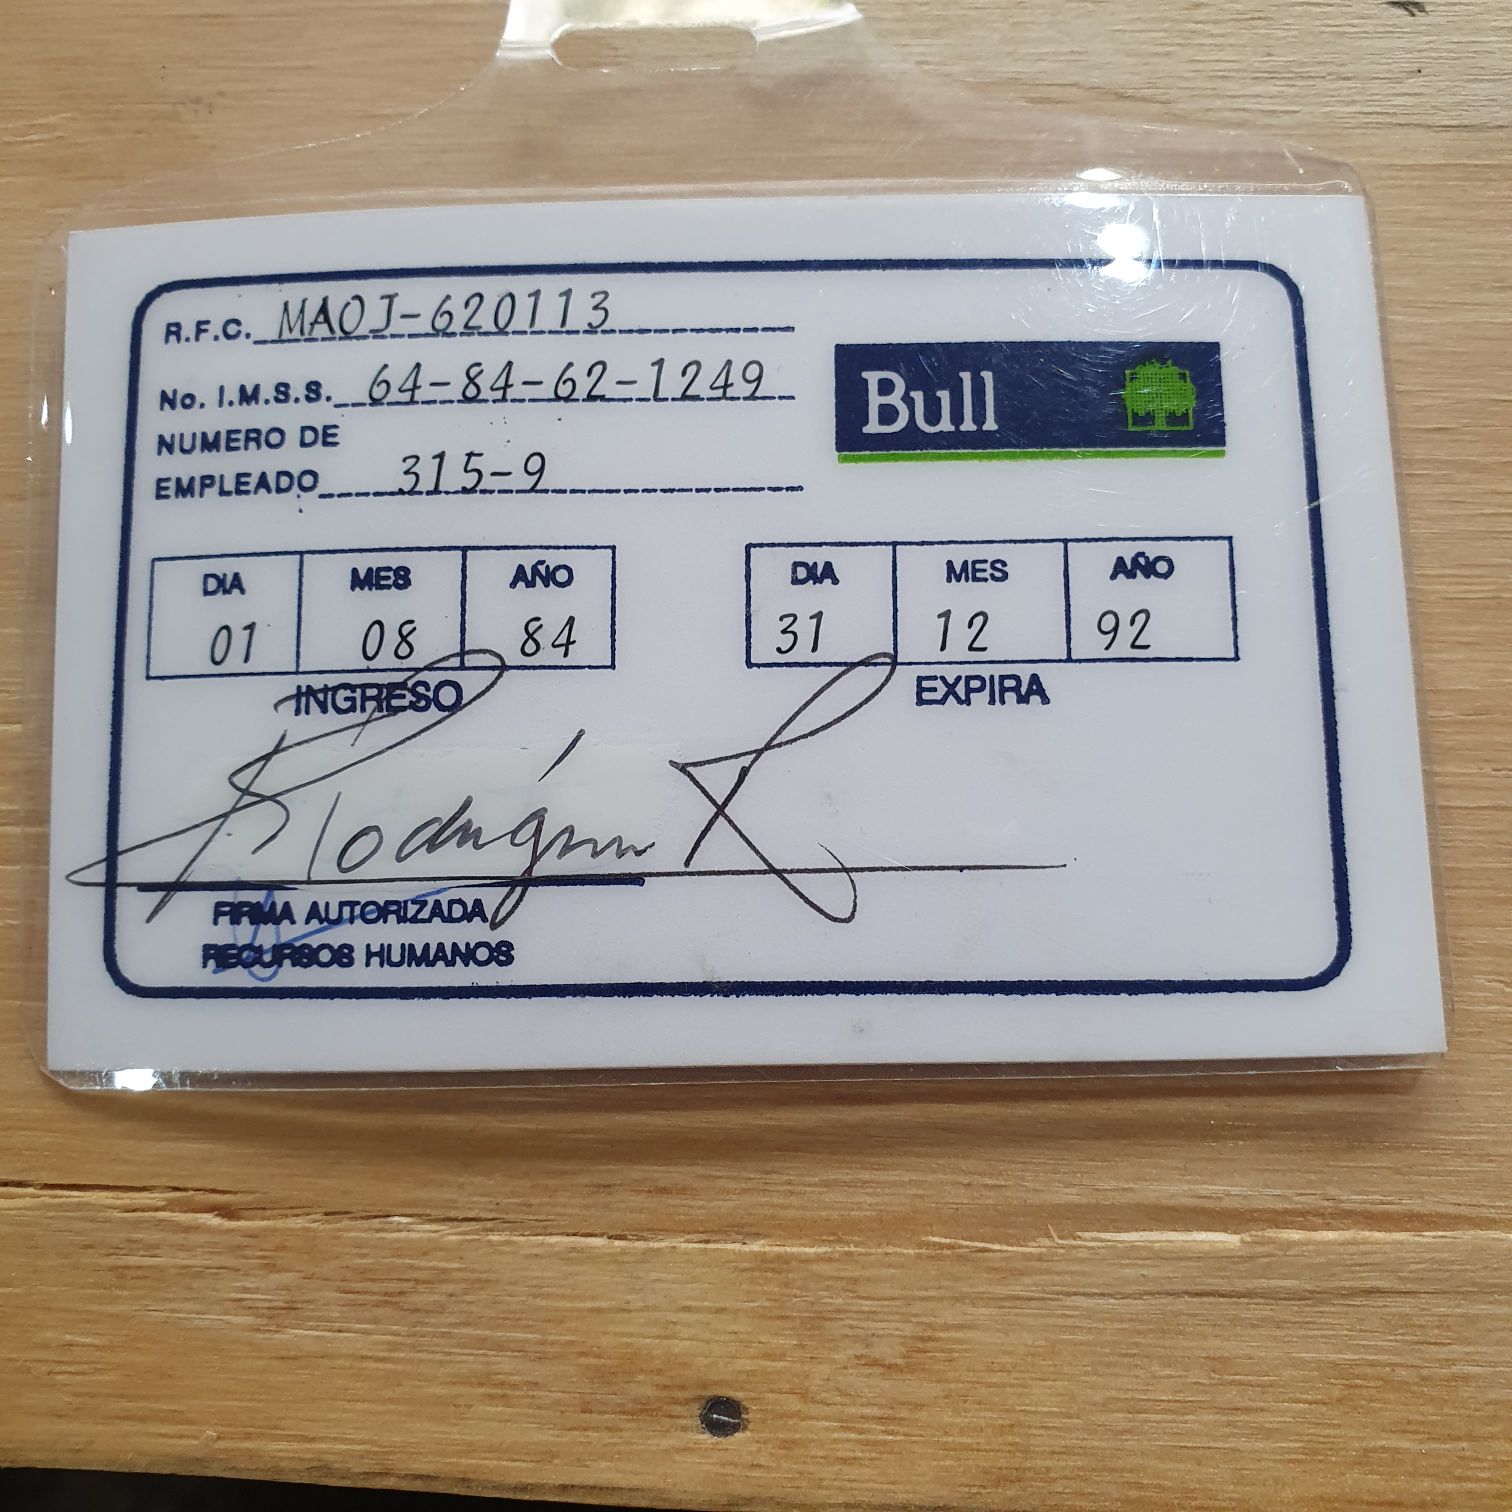 R.F.C. MAOJ-620113
No. I.M.S.S. 64-84-62-1249
NUMERO DE
EMPLEADO 315-9
Bull
DIA MES AÑO
01 08 84
INGRESO
DIA MES AÑO
31 12 92
EXPIRA
FIRMA AUTORIZADA
RECURSOS HUMANOS